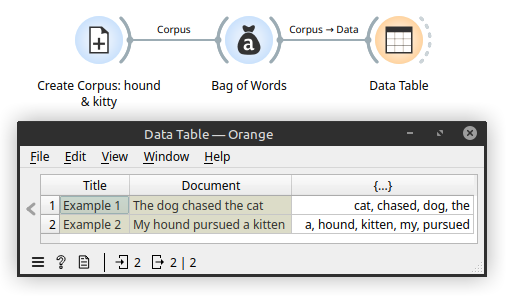 Corpus
Corpus → Data
a
Create Corpus: hound
& kitty
Bag of Words
Data Table
Data Table — Orange
File Edit View Window Help
Title Document {...}
1 Example 1 The dog chased the cat cat, chased, dog, the
2 Example 2 My hound pursued a kitten a, hound, kitten, my, pursued
? 2 2 | 2